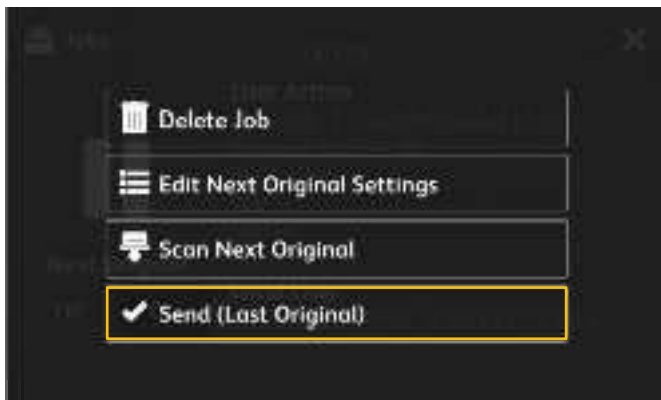 Delete Job
Edit Next Original Settings
Scan Next Original
Send (Last Original)